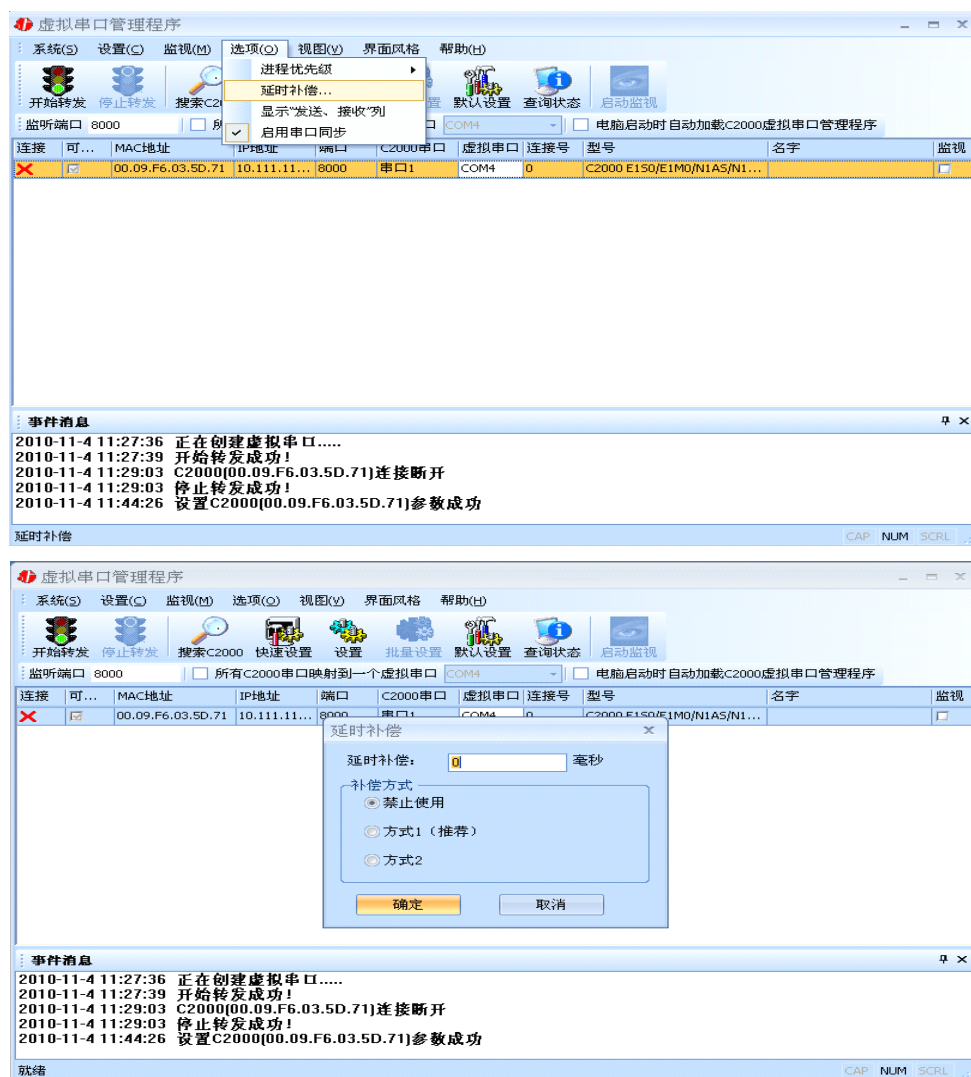 虚拟串口管理程序
系统(S) 设置(C) 监视(M) 选项(O) 视图(V) 界面风格 帮助(H)
进程优先级
延时补偿...
显示"发送、接收"列
启用串口同步
开始转发 停止转发 搜索C2 置 默认设置 查询状态 启动监视
监听端口 8000 所 口 COM4 电脑启动时自动加载C2000虚拟串口管理程序
连接 可... MAC地址 IP地址 端口 C2000串口 虚拟串口 连接号 型号 名字 监视
00.09.F6.03.5D.71 10.111.11... 8000 串口1 COM4 0 C2000 E1S0/E1M0/N1AS/N1...
事件消息
2010-11-4 11:27:36 正在创建虚拟串口.....
2010-11-4 11:27:39 开始转发成功!
2010-11-4 11:29:03 C2000[00.09.F6.03.5D.71]连接断开
2010-11-4 11:29:03 停止转发成功!
2010-11-4 11:44:26 设置C2000[00.09.F6.03.5D.71]参数成功
延时补偿 CAP NUM SCRL
虚拟串口管理程序
系统(S) 设置(C) 监视(M) 选项(O) 视图(V) 界面风格 帮助(H)
开始转发 停止转发 搜索C2000 快速设置 设置 批量设置 默认设置 查询状态 启动监视
监听端口 8000 所有C2000串口映射到一个虚拟串口 COM4 电脑启动时自动加载C2000虚拟串口管理程序
连接 可... MAC地址 IP地址 端口 C2000串口 虚拟串口 连接号 型号 名字 监视
00.09.F6.03.5D.71 10.111.11... 8000 串口1 COM4 0 C2000 E1S0/E1M0/N1AS/N1...
延时补偿
延时补偿: 0 毫秒
补偿方式
禁止使用
方式1（推荐）
方式2
确定 取消
事件消息
2010-11-4 11:27:36 正在创建虚拟串口.....
2010-11-4 11:27:39 开始转发成功!
2010-11-4 11:29:03 C2000[00.09.F6.03.5D.71]连接断开
2010-11-4 11:29:03 停止转发成功!
2010-11-4 11:44:26 设置C2000[00.09.F6.03.5D.71]参数成功
就绪 CAP NUM SCRL